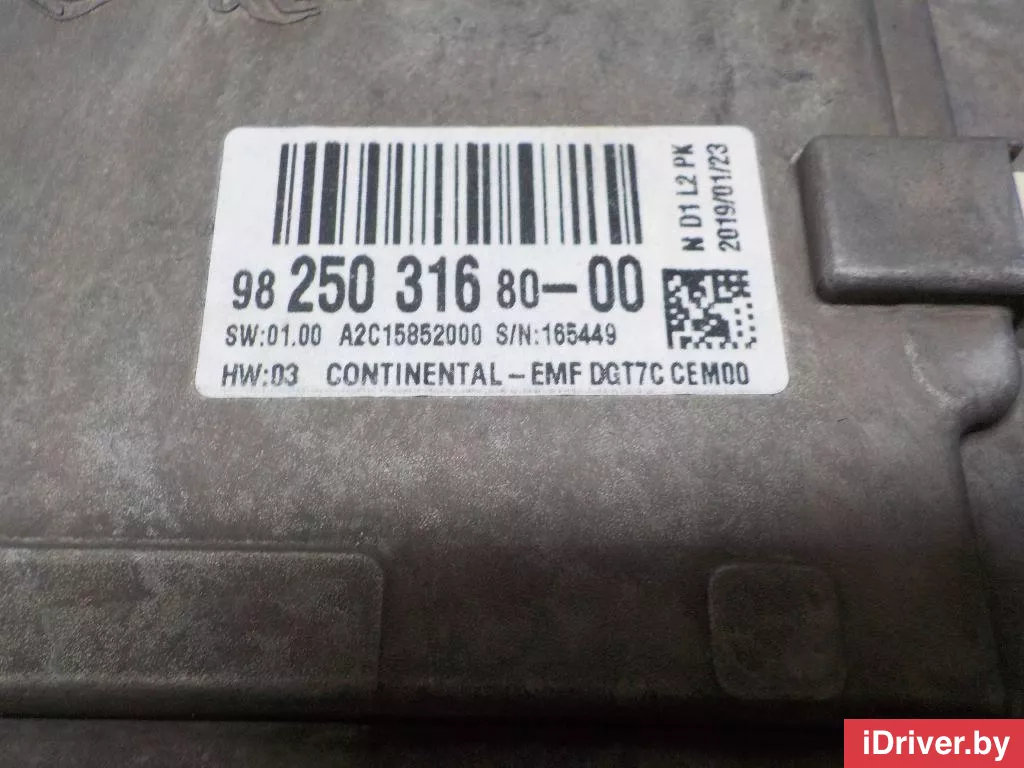 98 250 316 80-00
SW:01.00 A2C15852000 S/N:165449
HW:03 CONTINENTAL-EMF DGT7C CEM00
N D1 L2 PK
2019/01/23
iDriver.by